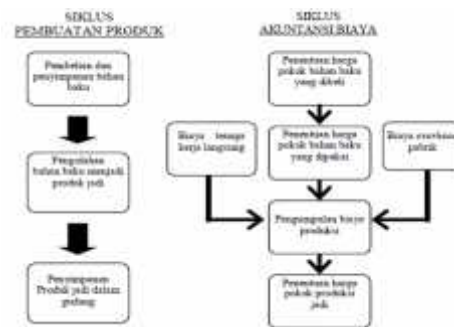 SIKLUS
PEMBUATAN PRODUK
Pembelian dan
penyimpanan bahan
baku
Pengolahan
bahan baku menjadi
produk jadi
Penyimpanan
Produk jadi dalam
gudang
SIKLUS
AKUNTANSI BIAYA
Penentuan harga
pokok bahan baku
yang dibeli
Biaya tenaga
kerja langsung
Penentuan harga
pokok bahan baku
yang dipakai
Biaya overhead
pabrik
Pengumpulan biaya
produksi
Penentuan harga
pokok produksi
jadi